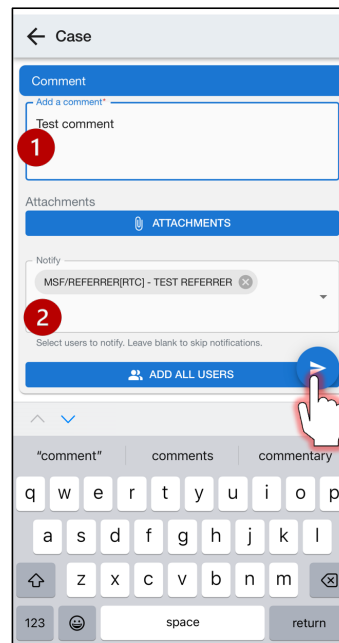 Case
Comment
Add a comment*
Test comment
1
Attachments
ATTACHMENTS
Notify
MSF/REFERRER[RTC] - TEST REFERRER
2
Select users to notify. Leave blank to skip notifications.
ADD ALL USERS
“comment” comments commentary
q w e r t y u i o p
a s d f g h j k l
z x c v b n m
123 space return